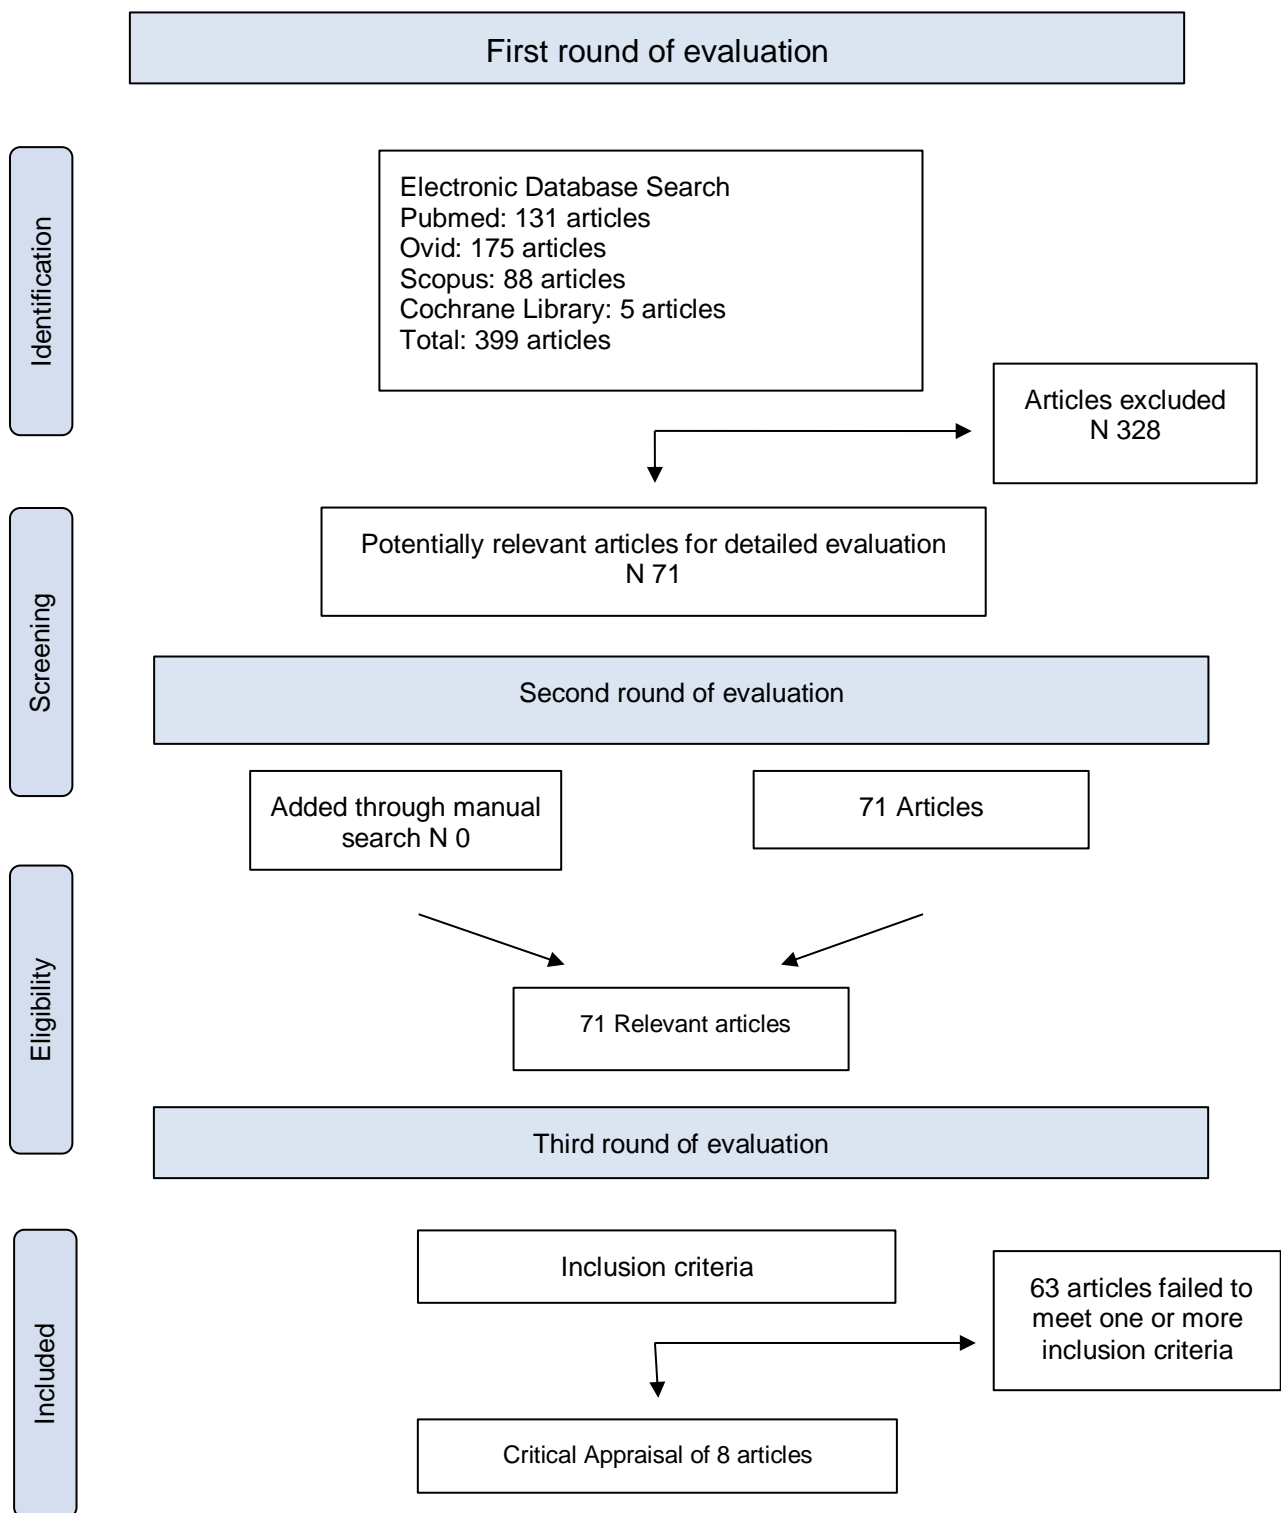 First round of evaluation
Identification
Electronic Database Search
Pubmed: 131 articles
Ovid: 175 articles
Scopus: 88 articles
Cochrane Library: 5 articles
Total: 399 articles
Articles excluded
N 328
Screening
Potentially relevant articles for detailed evaluation
N 71
Second round of evaluation
Added through manual
search N 0
71 Articles
Eligibility
71 Relevant articles
Third round of evaluation
Included
Inclusion criteria
63 articles failed to
meet one or more
inclusion criteria
Critical Appraisal of 8 articles